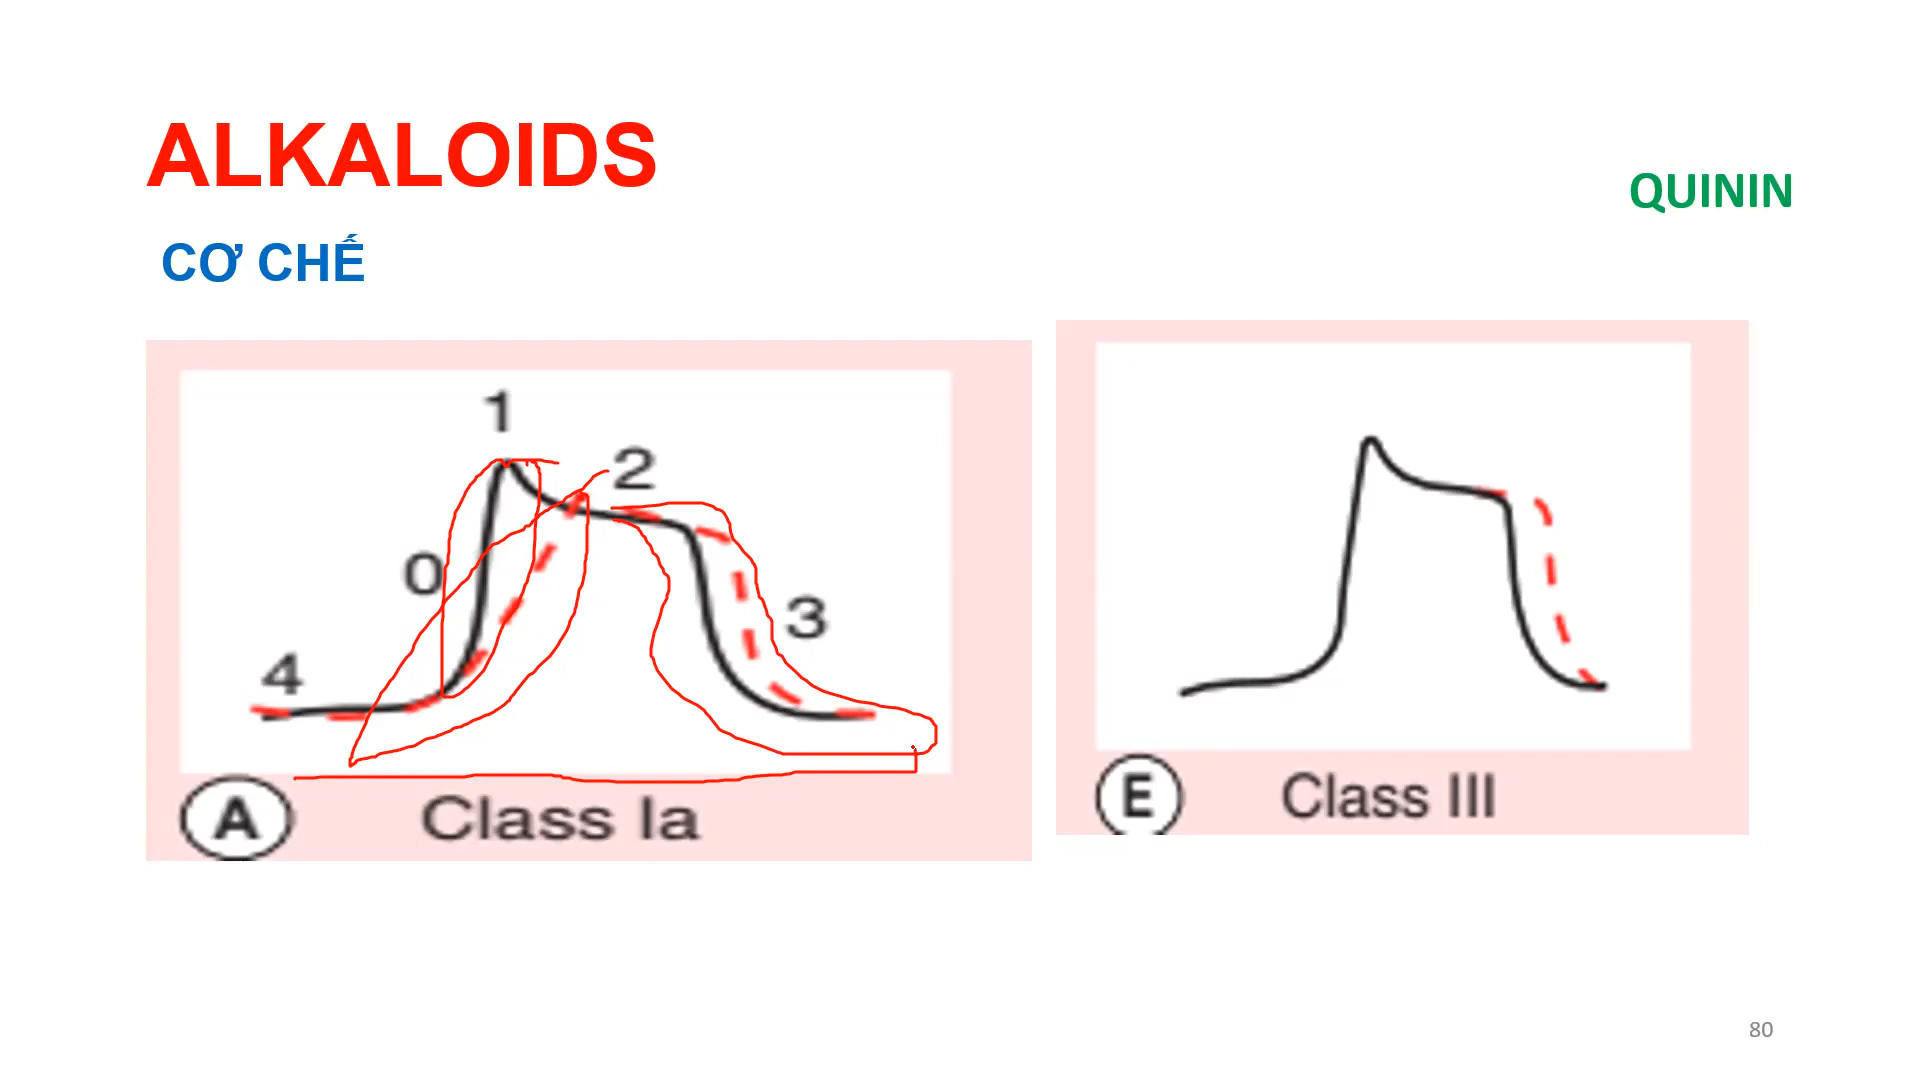 ALKALOIDS
QUININ
CƠ CHẾ
1
2
0
3
4
A Class Ia
E Class III
80